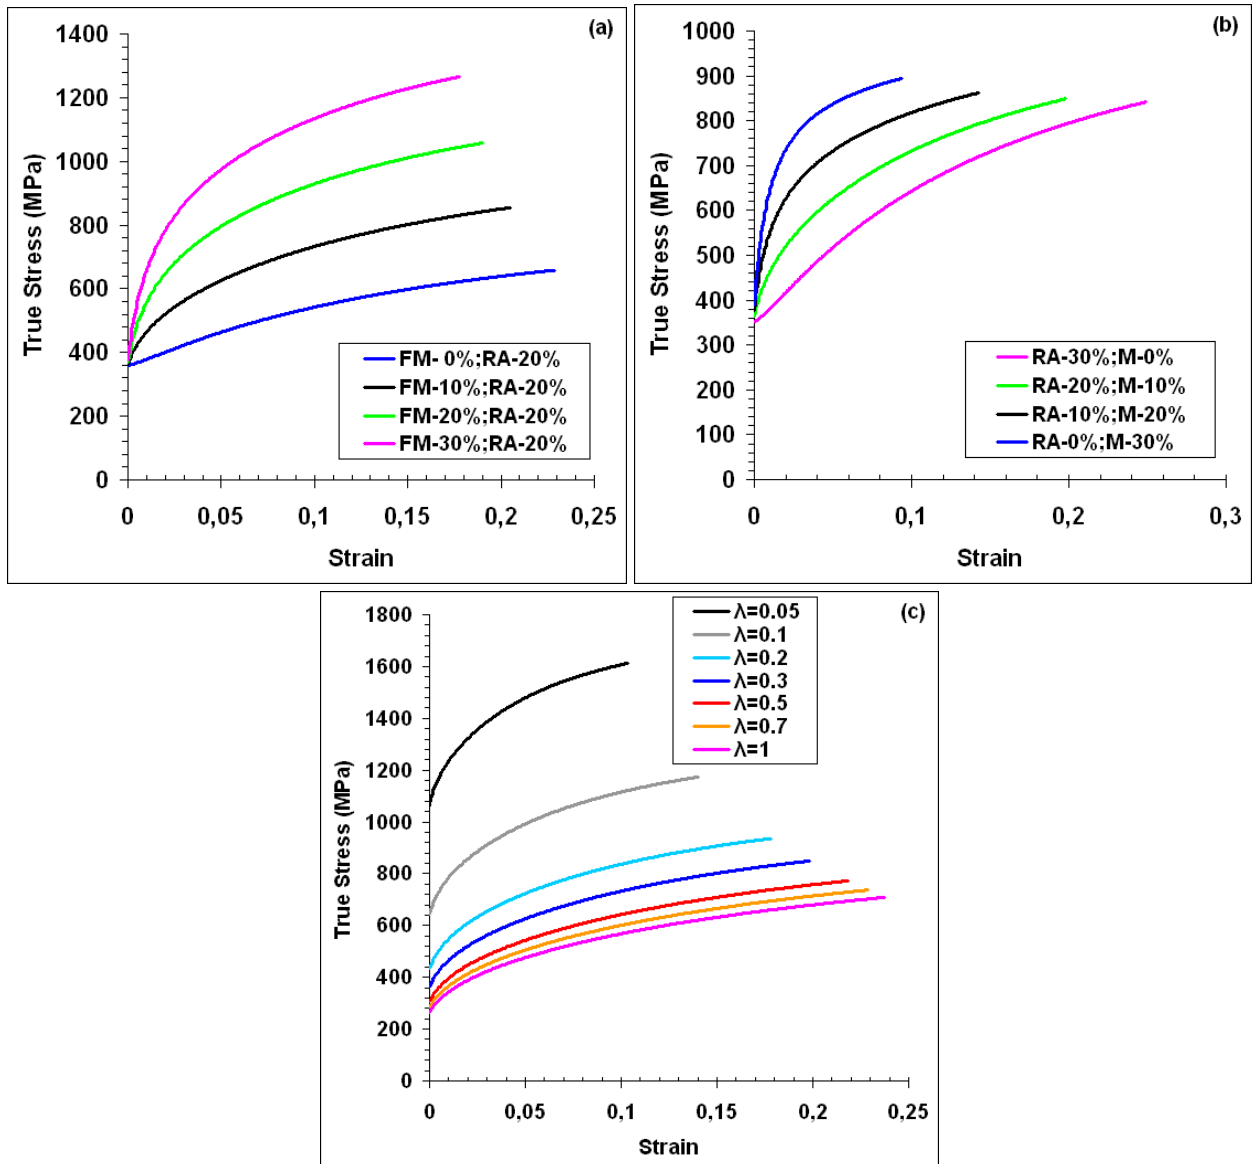 (a)
True Stress (MPa)
1400
1200
1000
800
600
400
200
0
0 0,05 0,1 0,15 0,2 0,25
Strain
FM- 0%;RA-20%
FM-10%;RA-20%
FM-20%;RA-20%
FM-30%;RA-20%
(b)
True Stress (MPa)
1000
900
800
700
600
500
400
300
200
100
0
0 0,1 0,2 0,3
Strain
RA-30%;M-0%
RA-20%;M-10%
RA-10%;M-20%
RA-0%;M-30%
(c)
True Stress (MPa)
1800
1600
1400
1200
1000
800
600
400
200
0
0 0,05 0,1 0,15 0,2 0,25
Strain
λ=0.05
λ=0.1
λ=0.2
λ=0.3
λ=0.5
λ=0.7
λ=1